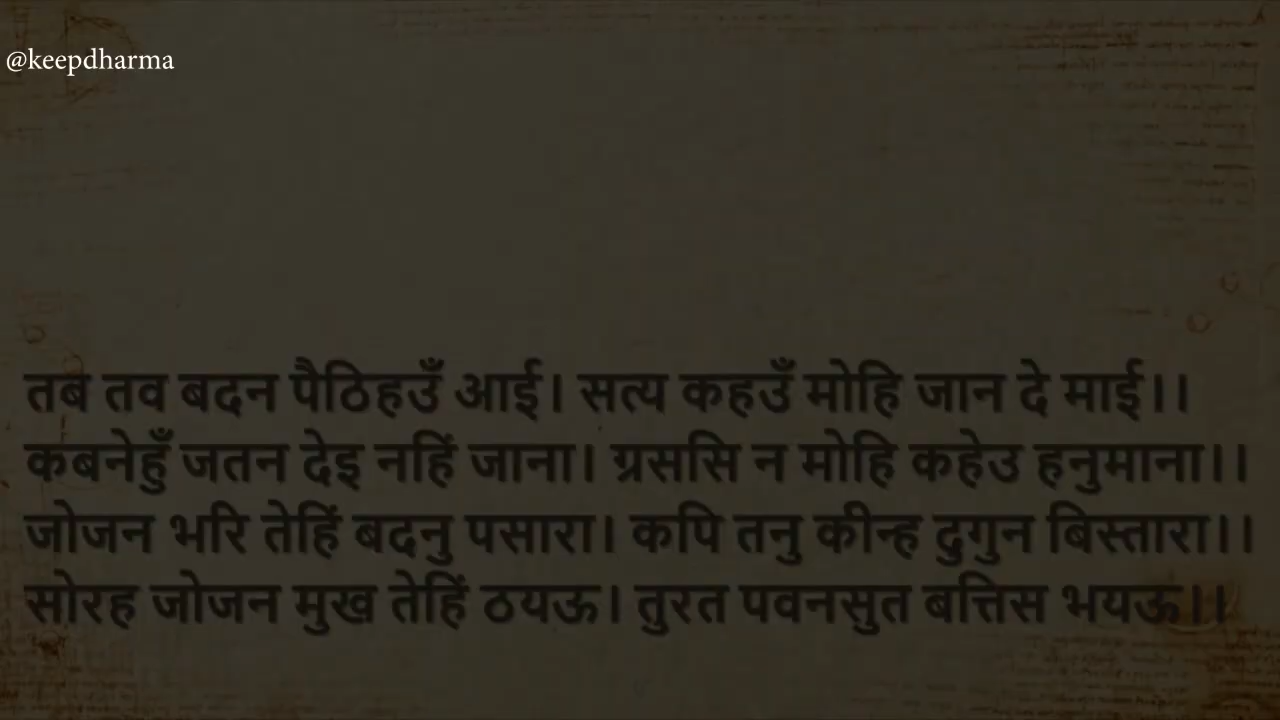 @keepdharma
तब तव बदन पैठिहउँ आई। सत्य कहउँ मोहि जान दे माई।।
कबनेहुँ जतन देइ नहिं जाना। ग्रससि न मोहि कहेउ हनुमाना।।
जोजन भरि तेहिं बदनु पसारा। कपि तनु कीन्ह दुगुन बिस्तारा।।
सोरह जोजन मुख तेहिं ठयऊ। तुरत पवनसुत बत्तिस भयऊ।।